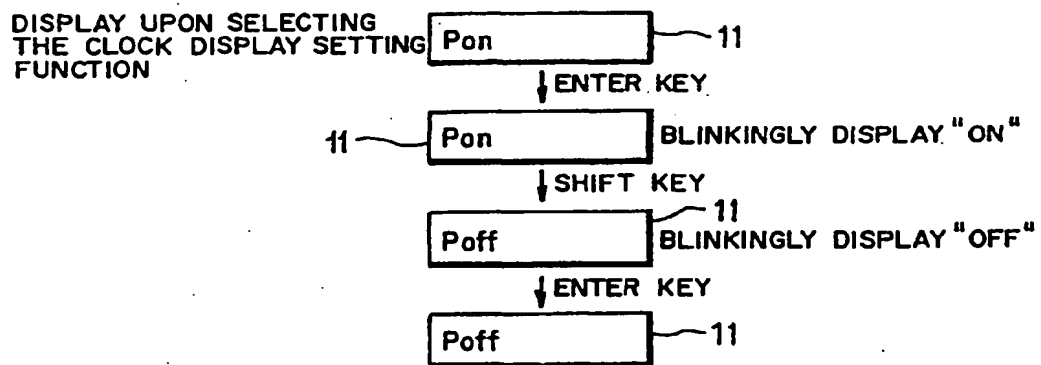 DISPLAY UPON SELECTING
THE CLOCK DISPLAY SETTING
FUNCTION
Pon
11
ENTER KEY
11
Pon
BLINKINGLY DISPLAY "ON"
SHIFT KEY
11
Poff
BLINKINGLY DISPLAY "OFF"
ENTER KEY
Poff
11